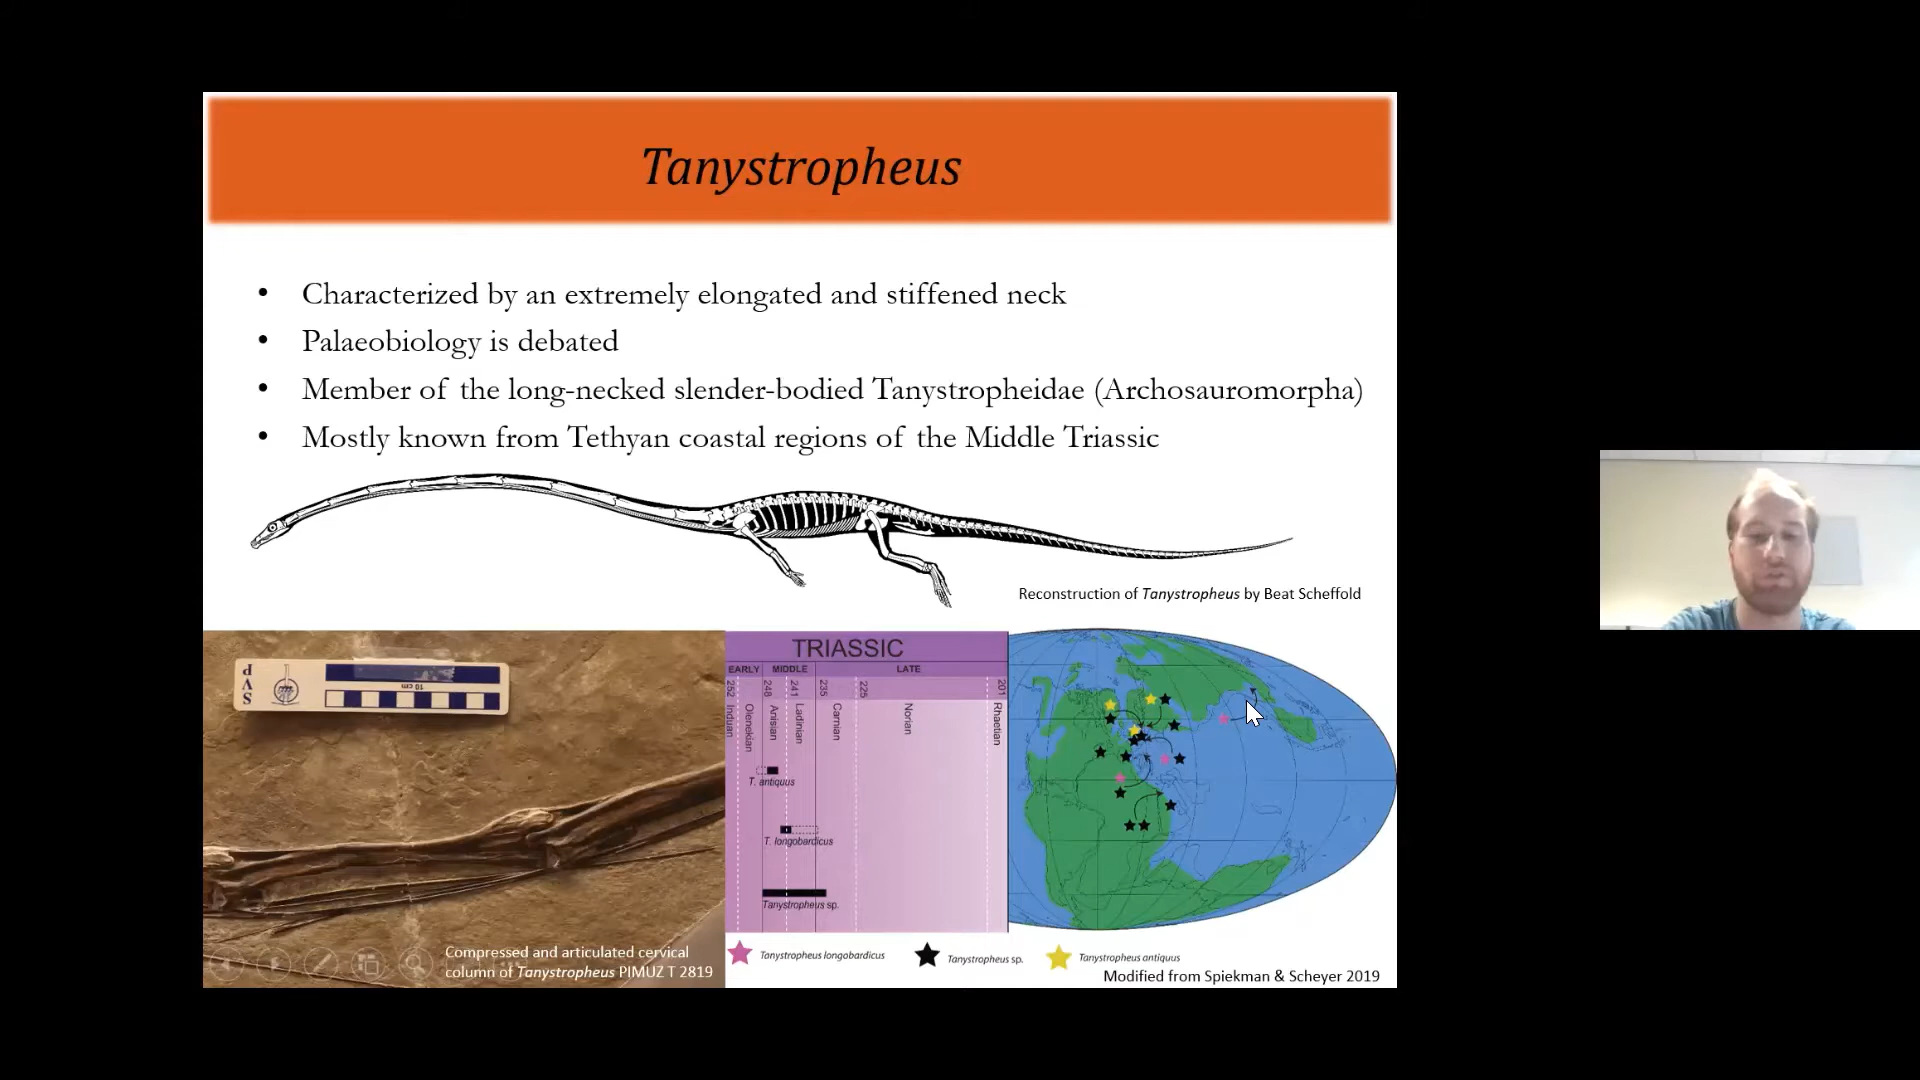 Tanystropheus
• Characterized by an extremely elongated and stiffened neck
• Palaeobiology is debated
• Member of the long-necked slender-bodied Tanystropheidae (Archosauromorpha)
• Mostly known from Tethyan coastal regions of the Middle Triassic
Reconstruction of Tanystropheus by Beat Scheffold
SVP
10 cm
Compressed and articulated cervical
column of Tanystropheus PIMUZ T 2819
TRIASSIC
EARLY MIDDLE LATE
252 248 241 235 225 201
Induan Olenekian Anisian Ladinian Carnian Norian Rhaetian
T. antiquus
T. longobardicus
Tanystropheus sp.
Tanystropheus longobardicus Tanystropheus sp. Tanystropheus antiquus
Modified from Spiekman & Scheyer 2019